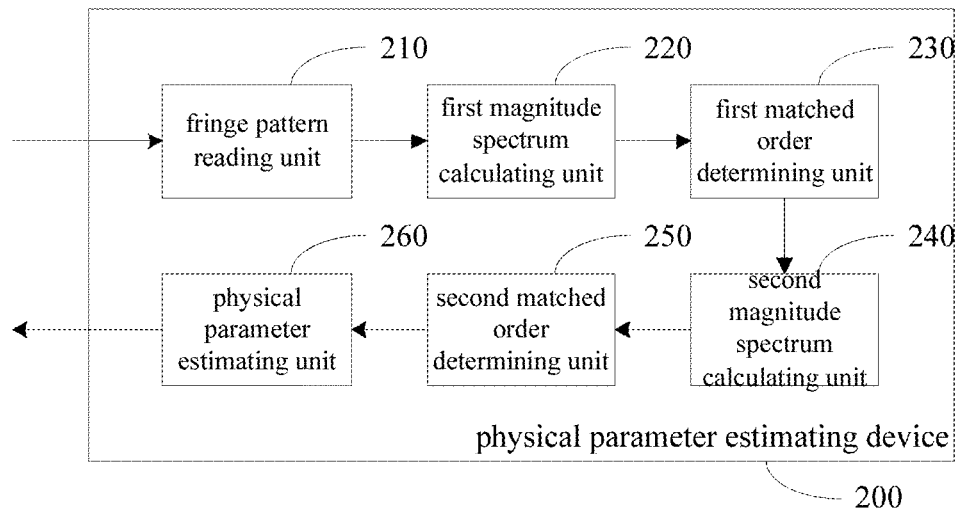 210
220
230
fringe pattern
reading unit
first magnitude
spectrum
calculating unit
first matched
order
determining unit
260
250
240
physical
parameter
estimating unit
second matched
order
determining unit
second
magnitude
spectrum
calculating unit
physical parameter estimating device
200